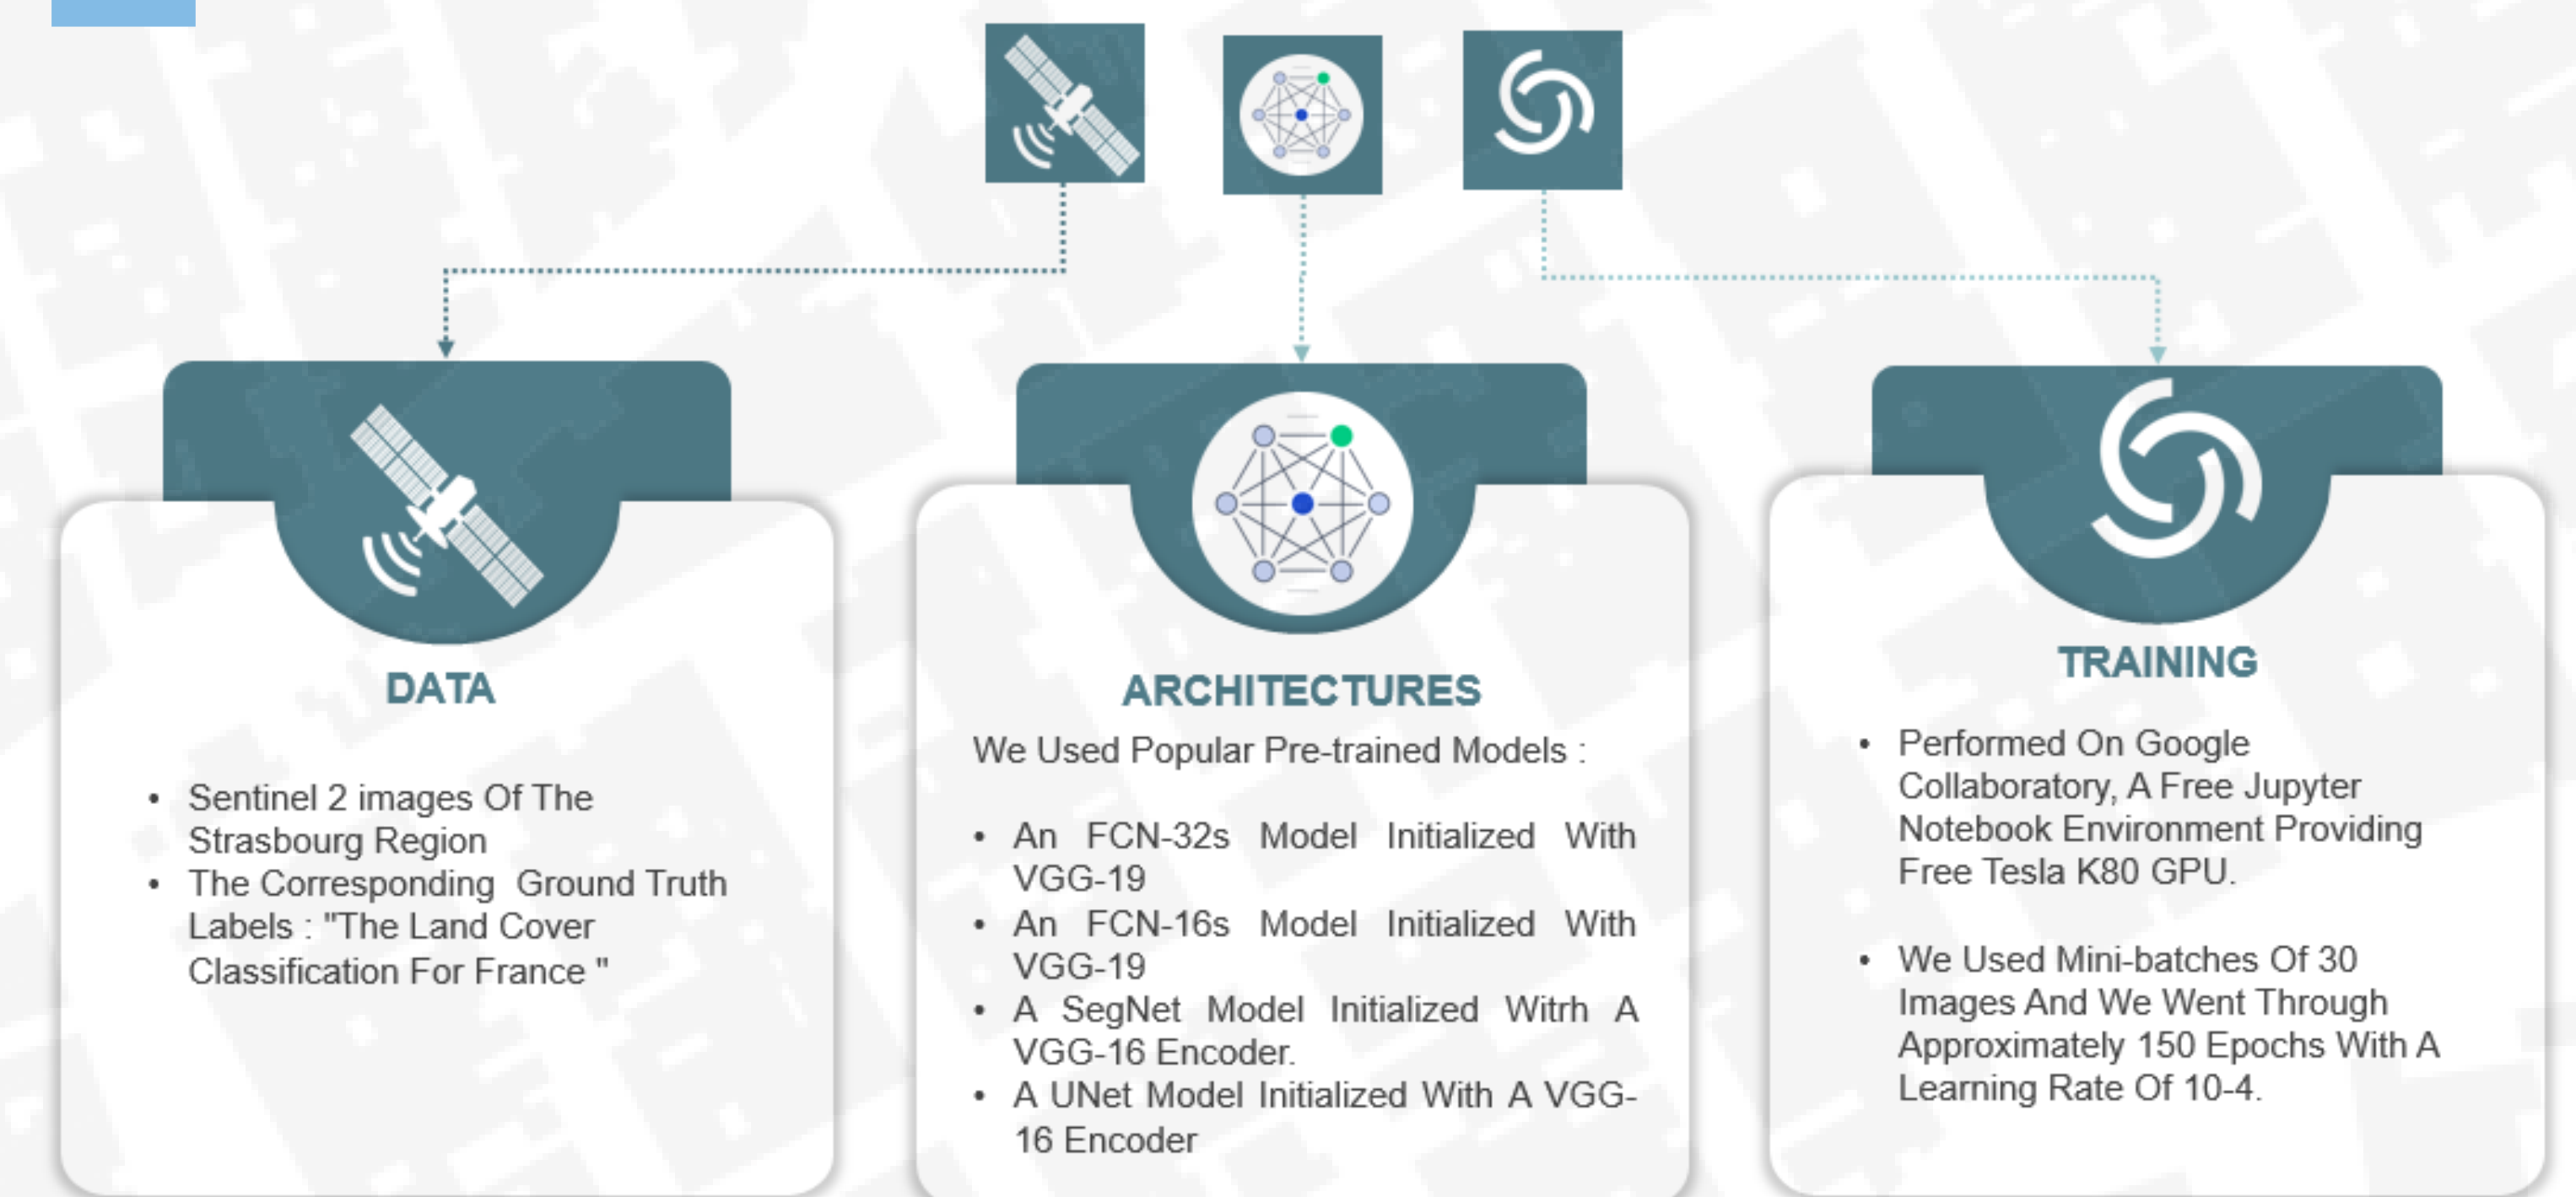 DATA
• Sentinel 2 images Of The
Strasbourg Region
• The Corresponding Ground Truth
Labels : "The Land Cover
Classification For France "
ARCHITECTURES
We Used Popular Pre-trained Models :
• An FCN-32s Model Initialized With
VGG-19
• An FCN-16s Model Initialized With
VGG-19
• A SegNet Model Initialized Witrh A
VGG-16 Encoder.
• A UNet Model Initialized With A VGG-
16 Encoder
TRAINING
• Performed On Google
Collaboratory, A Free Jupyter
Notebook Environment Providing
Free Tesla K80 GPU.
• We Used Mini-batches Of 30
Images And We Went Through
Approximately 150 Epochs With A
Learning Rate Of 10-4.